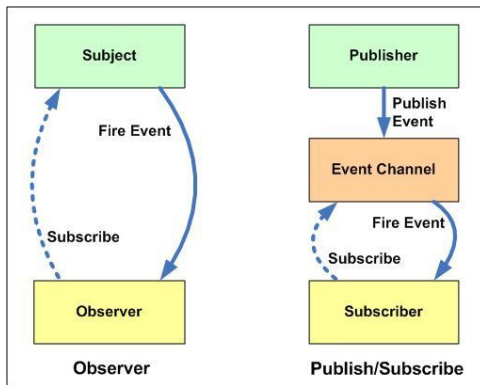 Subject
Fire Event
Subscribe
Observer
Observer
Publisher
Publish
Event
Event Channel
Fire Event
Subscribe
Subscriber
Publish/Subscribe